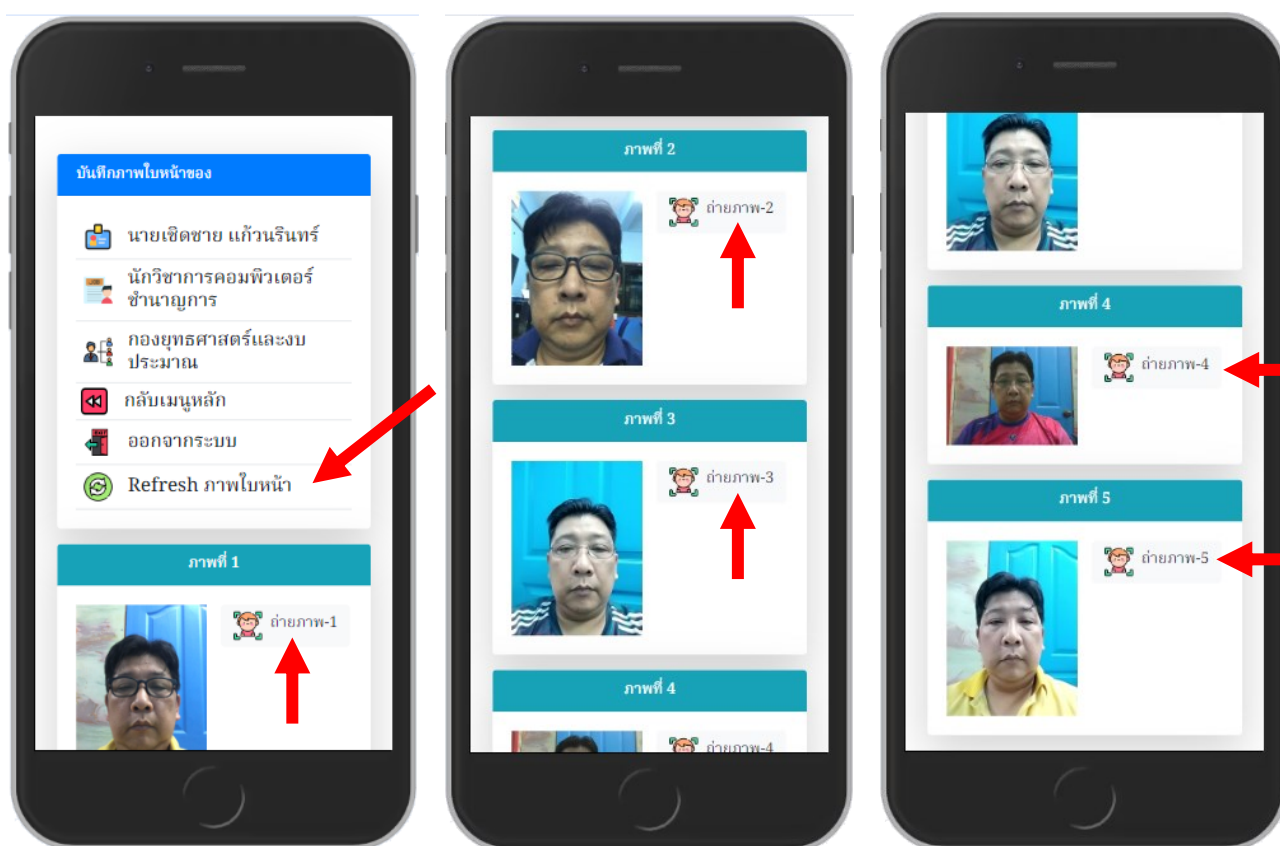 บันทึกภาพใบหน้าของ
นายเชิดชาย แก้วนรินทร์
นักวิชาการคอมพิวเตอร์
ชำนาญการ
กองยุทธศาสตร์และงบ
ประมาณ
กลับเมนูหลัก
ออกจากระบบ
Refresh ภาพใบหน้า
ภาพที่ 1
ถ่ายภาพ-1
ภาพที่ 2
ถ่ายภาพ-2
ภาพที่ 3
ถ่ายภาพ-3
ภาพที่ 4
ถ่ายภาพ-4
ภาพที่ 4
ถ่ายภาพ-4
ภาพที่ 5
ถ่ายภาพ-5